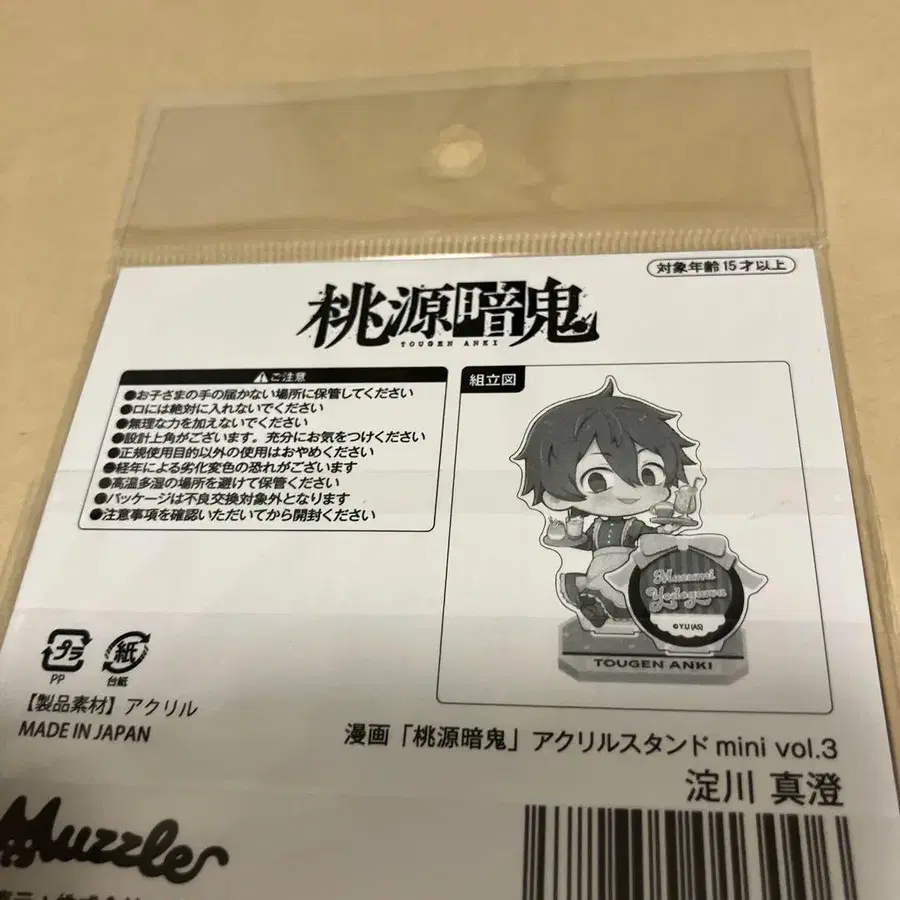 対象年齢15才以上
桃源暗鬼
TOUGEN ANKI
ご注意
●お子さまの手の届かない場所に保管してください
●口には絶対に入れないでください
●無理な力を加えないでください
●設計上角がございます。充分にお気をつけください
●正規使用目的以外の使用はおやめください
●経年による劣化変色の恐れがございます
●高温多湿の場所を避けて保管ください
●パッケージは不良交換対象外となります
●注意事項を確認いただいてから開封ください
組立図
Masumi
Yodogawa
©Y.U(AS)
TOUGEN ANKI
プラ
PP
紙
台紙
【製品素材】アクリル
MADE IN JAPAN
漫画「桃源暗鬼」アクリルスタンド mini vol.3
淀川 真澄
Muzzle